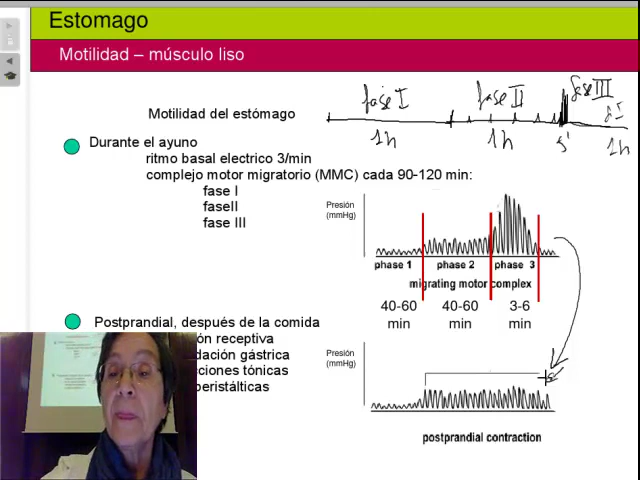 Estomago
Motilidad – músculo liso
fase I
fase II
fase III
1h
1h
5'
1h
Motilidad del estómago
Durante el ayuno
ritmo basal electrico 3/min
complejo motor migratorio (MMC) cada 90-120 min:
fase I
faseII
fase III
Presión
(mmHg)
phase 1 phase 2 phase 3
migrating motor complex
40-60
min
40-60
min
3-6
min
Postprandial, después de la comida
ón receptiva
dación gástrica
ciones tónicas
peristálticas
Presión
(mmHg)
postprandial contraction